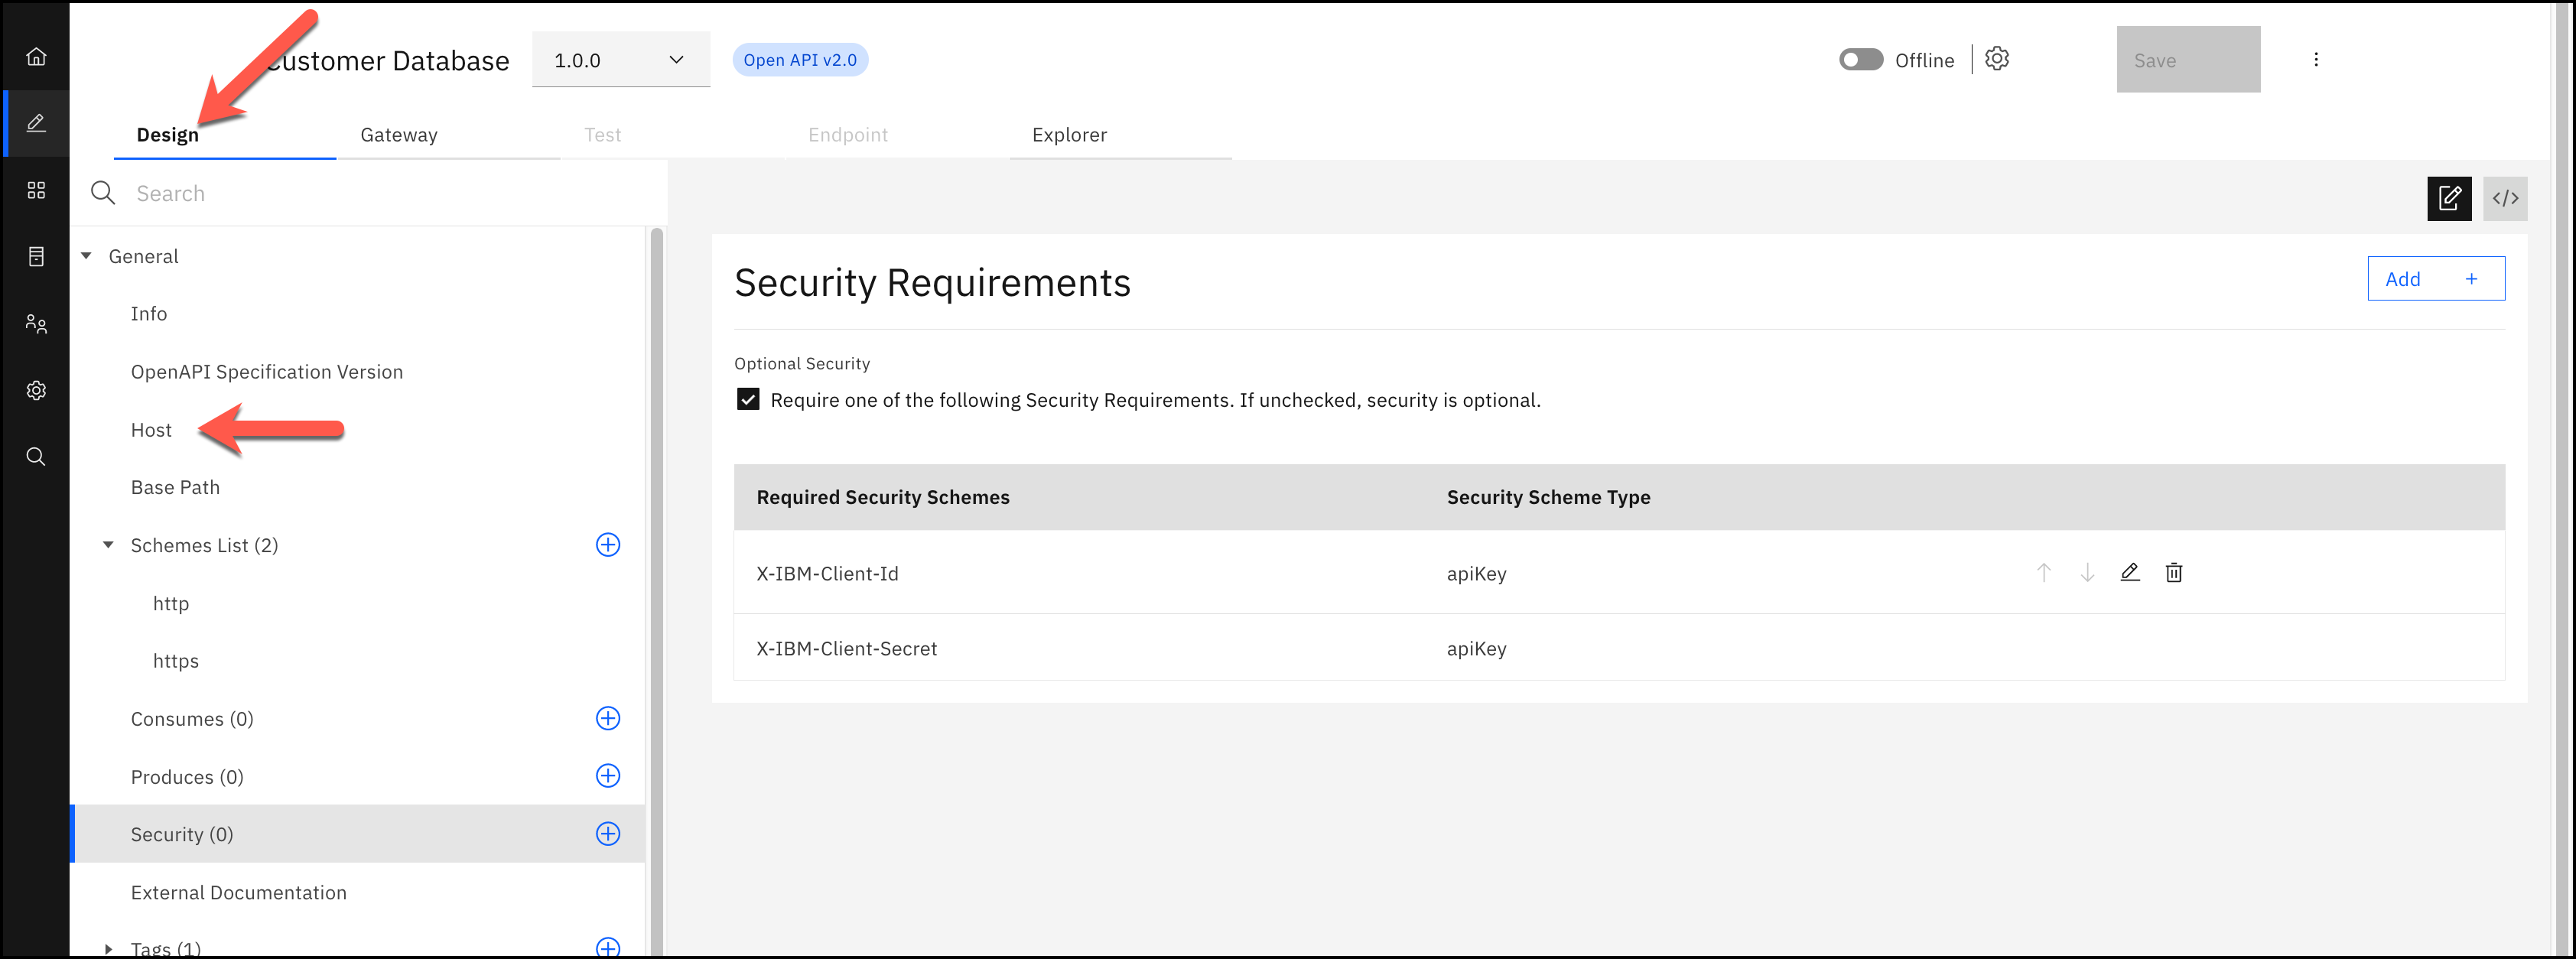 Customer Database
1.0.0
Open API v2.0
Offline
Save
Design
Gateway
Test
Endpoint
Explorer
Search
General
Info
OpenAPI Specification Version
Host
Base Path
Schemes List (2)
http
https
Consumes (0)
Produces (0)
Security (0)
External Documentation
Tags (1)
</>
Security Requirements
Add +
Optional Security
Require one of the following Security Requirements. If unchecked, security is optional.
Required Security Schemes Security Scheme Type
X-IBM-Client-Id apiKey
X-IBM-Client-Secret apiKey